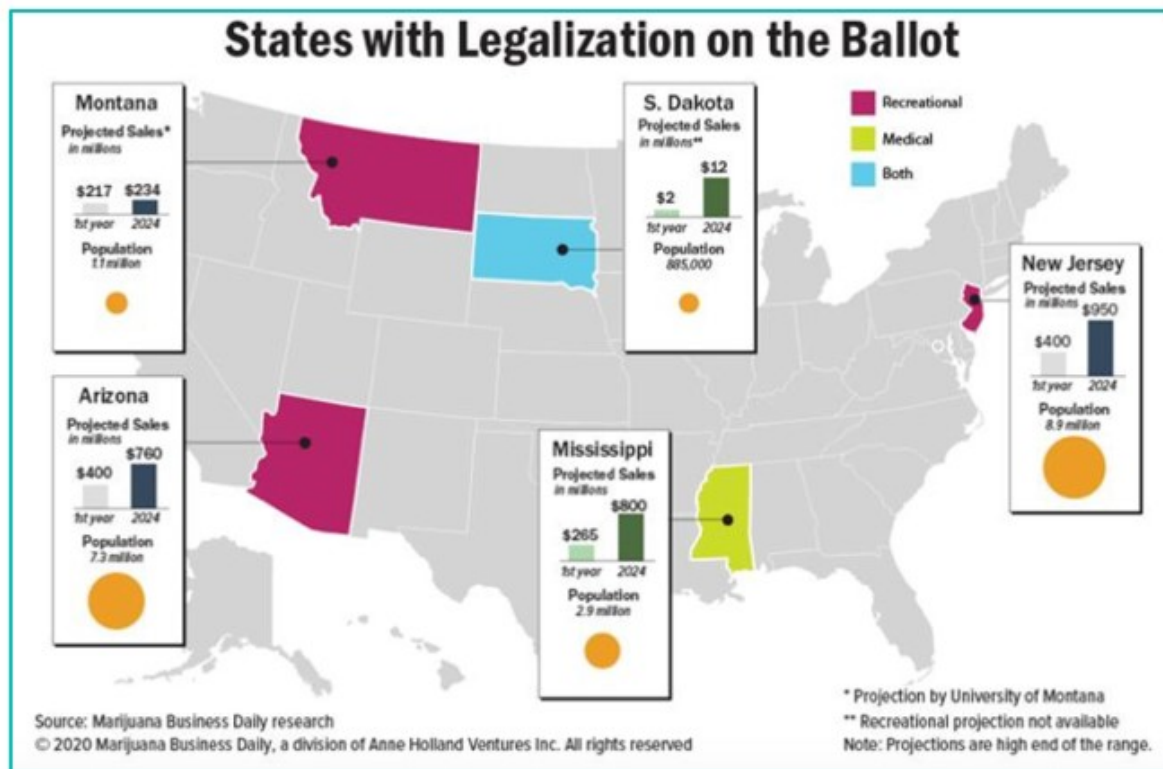 States with Legalization on the Ballot
Montana
Projected Sales*
in millions
$217 $234
1st year 2024
Population
1.1 million
S. Dakota
Projected Sales
in millions**
$2 $12
1st year 2024
Population
885,000
Recreational
Medical
Both
New Jersey
Projected Sales
in millions
$400 $950
1st year 2024
Population
8.9 million
Arizona
Projected Sales
in millions
$400 $760
1st year 2024
Population
7.3 million
Mississippi
Projected Sales
in millions
$265 $800
1st year 2024
Population
2.9 million
* Projection by University of Montana
** Recreational projection not available
Note: Projections are high end of the range.
Source: Marijuana Business Daily research
© 2020 Marijuana Business Daily, a division of Anne Holland Ventures Inc. All rights reserved